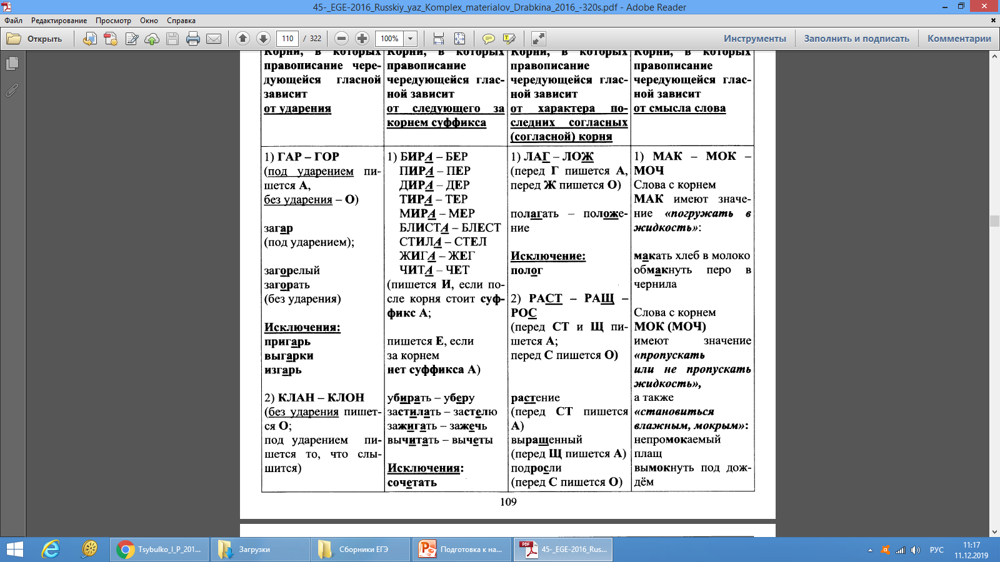 45-_EGE-2016_Russkiy_yaz_Komplex_materialov_Drabkina_2016_-320s.pdf - Adobe Reader
Файл Редактирование Просмотр Окно Справка
Открыть 110 / 322 100% Инструменты Заполнить и подписать Комментарии
Корни, в которых
правописание чере-
дующейся гласной
зависит
от ударения
Корни, в которых
правописание
чередующейся глас-
ной зависит
от следующего за
корнем суффикса
Корни, в которых
правописание
чередующейся глас-
ной зависит
от характера по-
следних согласных
(согласной) корня
Корни, в которых
правописание
чередующейся глас-
ной зависит
от смысла слова
1) ГАР – ГОР
(под ударением пи-
шется А,
без ударения – О)
загар
(под ударением);
загорелый
загорать
(без ударения)
Исключения:
пригарь
выгарки
изгарь
2) КЛАН – КЛОН
(без ударения пишет-
ся О;
под ударением пи-
шется то, что слы-
шится)
1) БИРА – БЕР
ПИРА – ПЕР
ДИРА – ДЕР
ТИРА – ТЕР
МИРА – МЕР
БЛИСТА – БЛЕСТ
СТИЛА – СТЕЛ
ЖИГА – ЖЕГ
ЧИТА – ЧЕТ
(пишется И, если по-
сле корня стоит суф-
фикс А;
пишется Е, если
за корнем
нет суффикса А)
убирать – уберу
застилать – застелю
зажигать – зажечь
вычитать – вычеты
Исключения:
сочетать
1) ЛАГ – ЛОЖ
(перед Г пишется А,
перед Ж пишется О)
полагать – положе-
ние
Исключение:
полог
2) РАСТ – РАЩ –
РОС
(перед СТ и Щ пи-
шется А;
перед С пишется О)
растение
(перед СТ пишется
А)
выращенный
(перед Щ пишется А)
подросли
(перед С пишется О)
1) МАК – МОК –
МОЧ
Слова с корнем
МАК имеют значе-
ние «погружать в
жидкость»:
макать хлеб в молоко
обмакнуть перо в
чернила
Слова с корнем
МОК (МОЧ)
имеют значение
«пропускать
или не пропускать
жидкость»,
а также
«становиться
влажным, мокрым»:
непромокаемый
плащ
вымокнуть под дож-
дём
109
Tsybulko_I_P_201... Загрузки Сборники ЕГЭ Подготовка к на... 45-_EGE-2016_Rus... РУС 11:17
11.12.2019